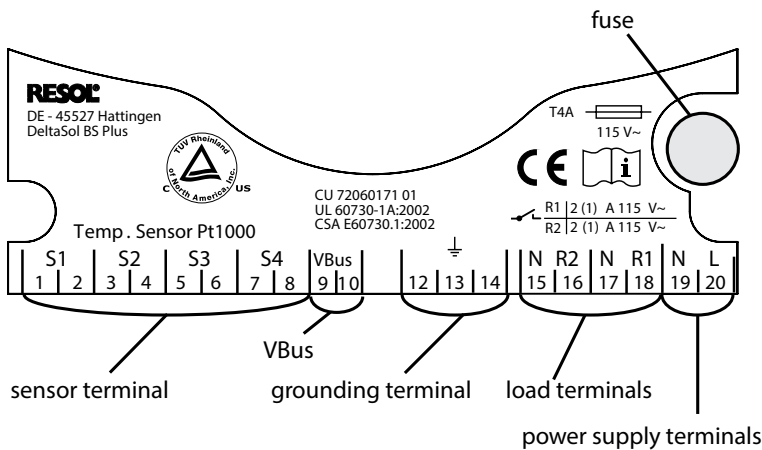 fuse
RESOL®
DE - 45527 Hattingen
DeltaSol BS Plus
TUV Rheinland
of North America, Inc.
C US
T4A
115 V~
CE
i
CU 72060171 01
UL 60730-1A:2002
CSA E60730.1:2002
R1 2 (1) A 115 V~
R2 2 (1) A 115 V~
Temp. Sensor Pt1000
S1 S2 S3 S4 VBus N R2 N R1 N L
1 2 3 4 5 6 7 8 9 10 12 13 14 15 16 17 18 19 20
VBus
sensor terminal grounding terminal load terminals
power supply terminals